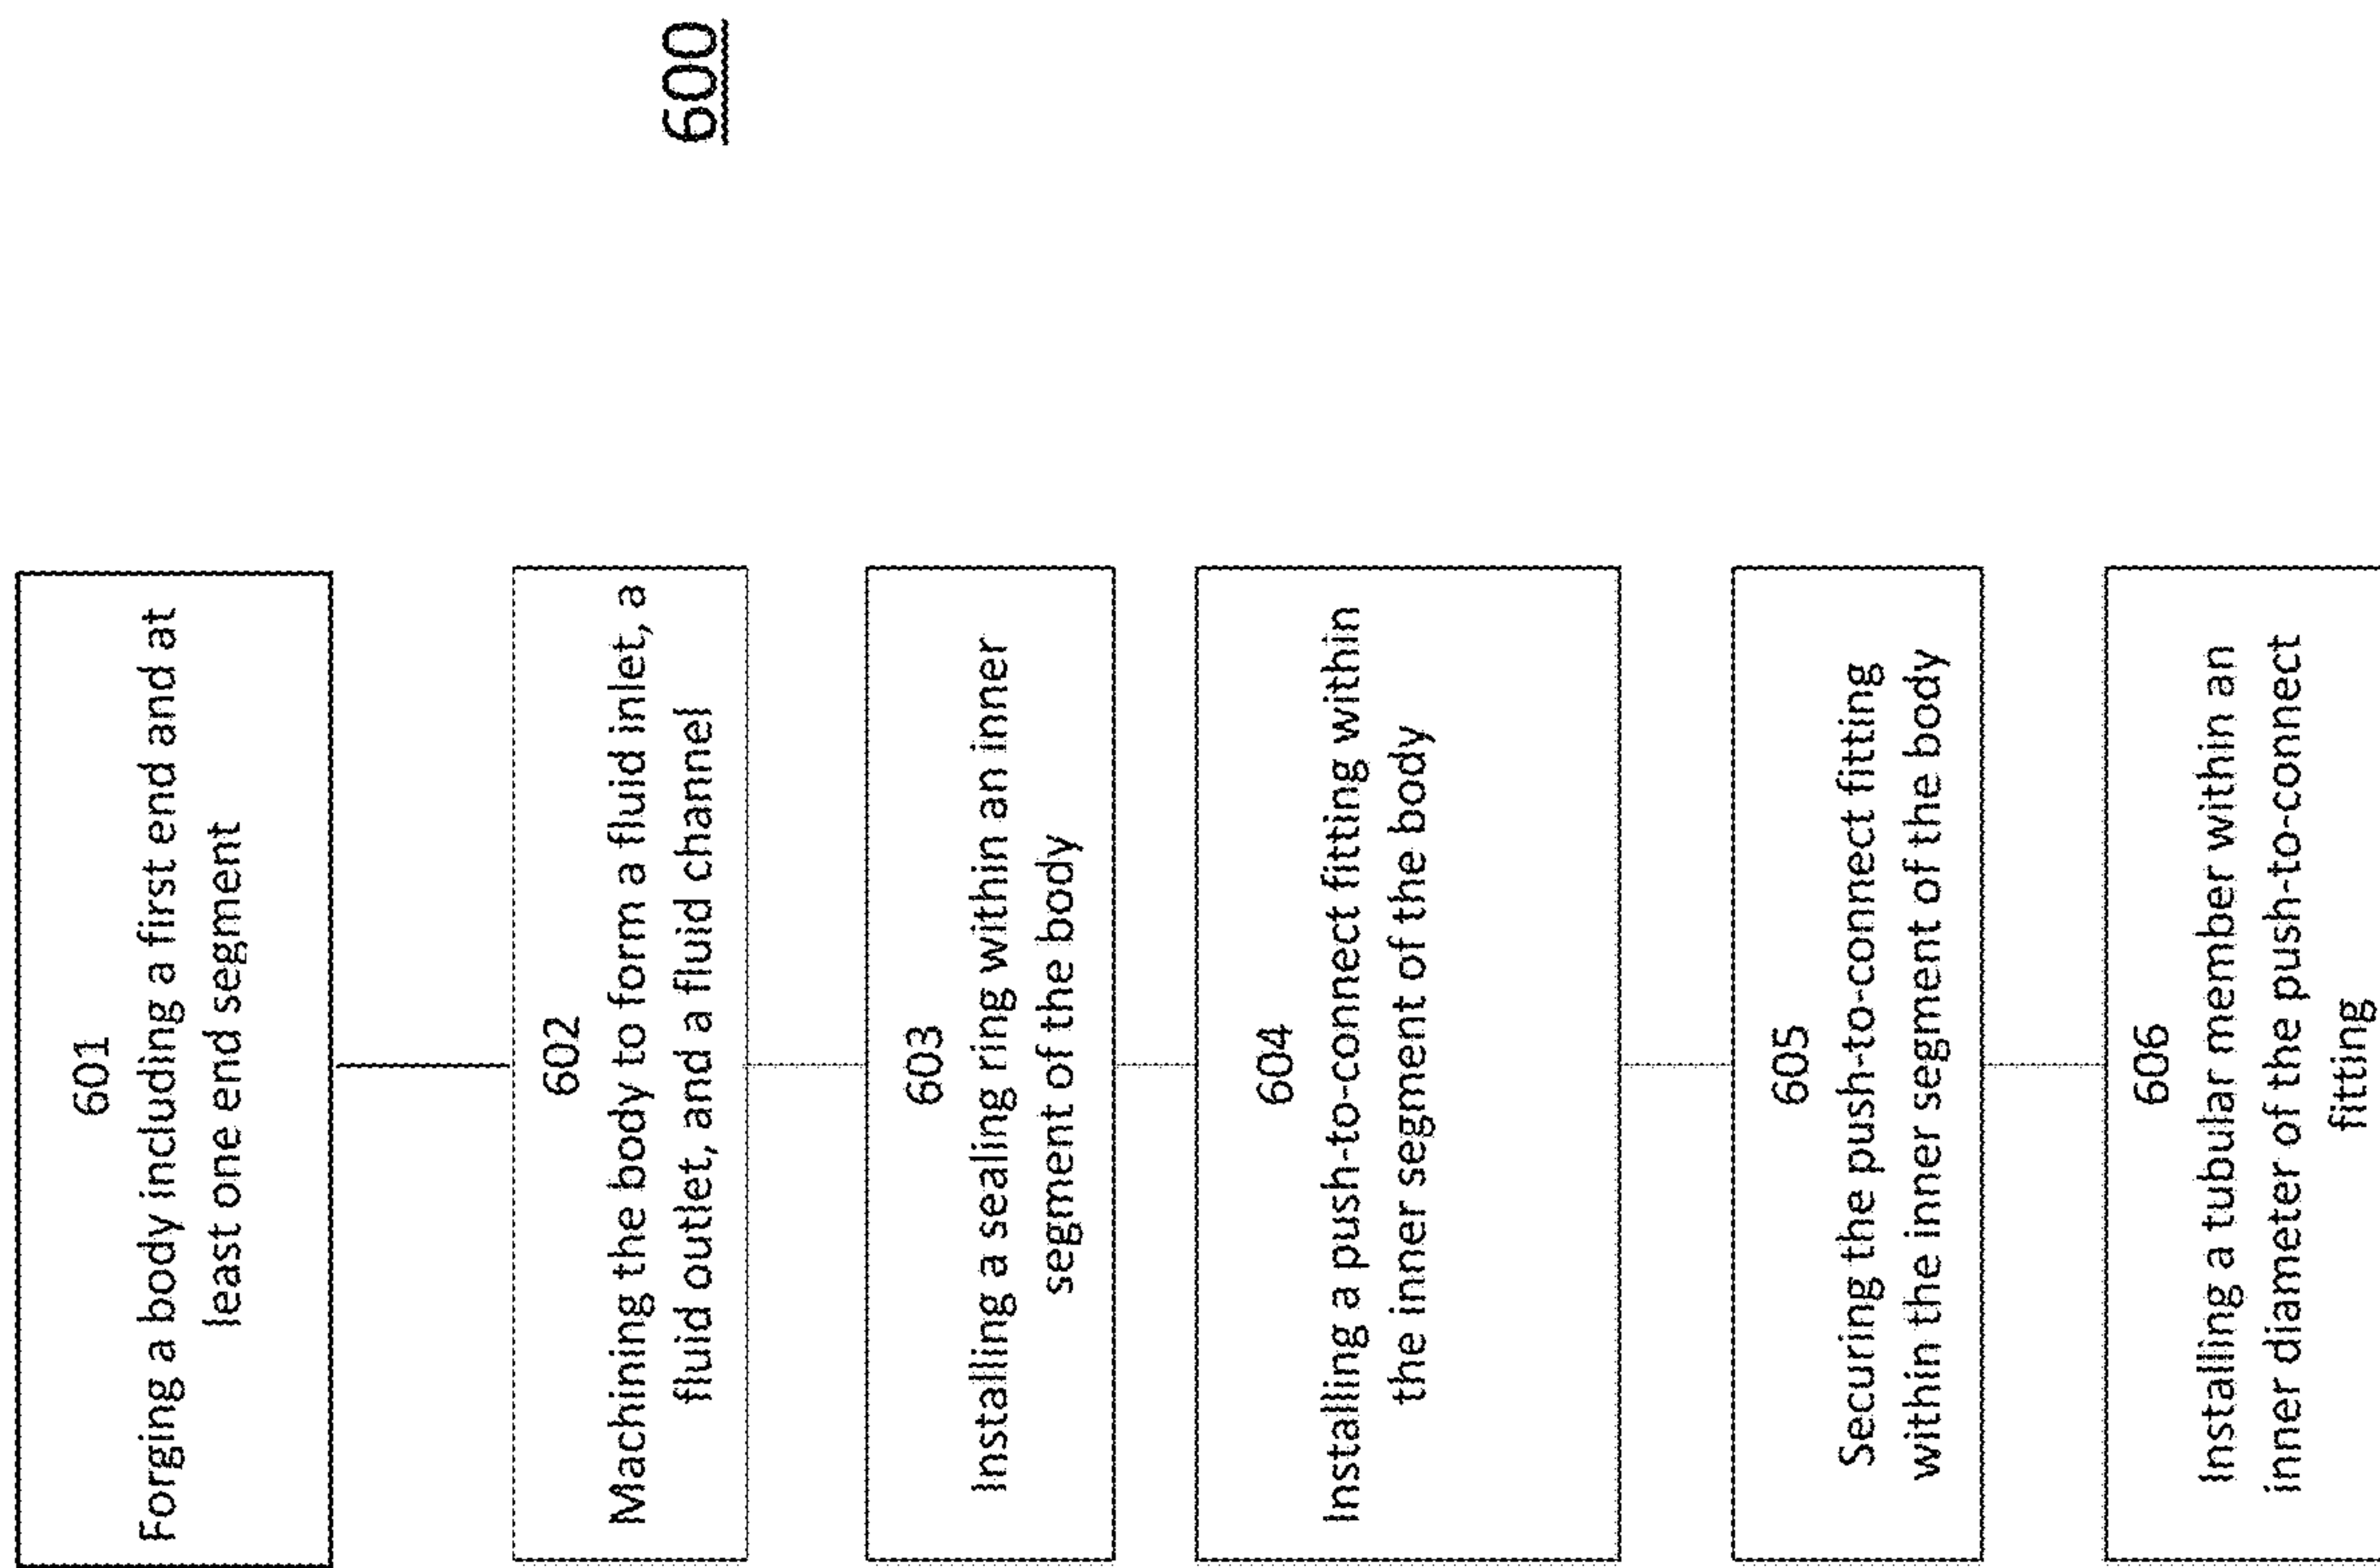 600
601
Forging a body including a first end and at
least one end segment
602
Machining the body to form a fluid inlet, a
fluid outlet, and a fluid channel
603
Installing a sealing ring within an inner
segment of the body
604
Installing a push-to-connect fitting within
the inner segment of the body
605
Securing the push-to-connect fitting
within the inner segment of the body
606
Installing a tubular member within an
inner diameter of the push-to-connect
fitting